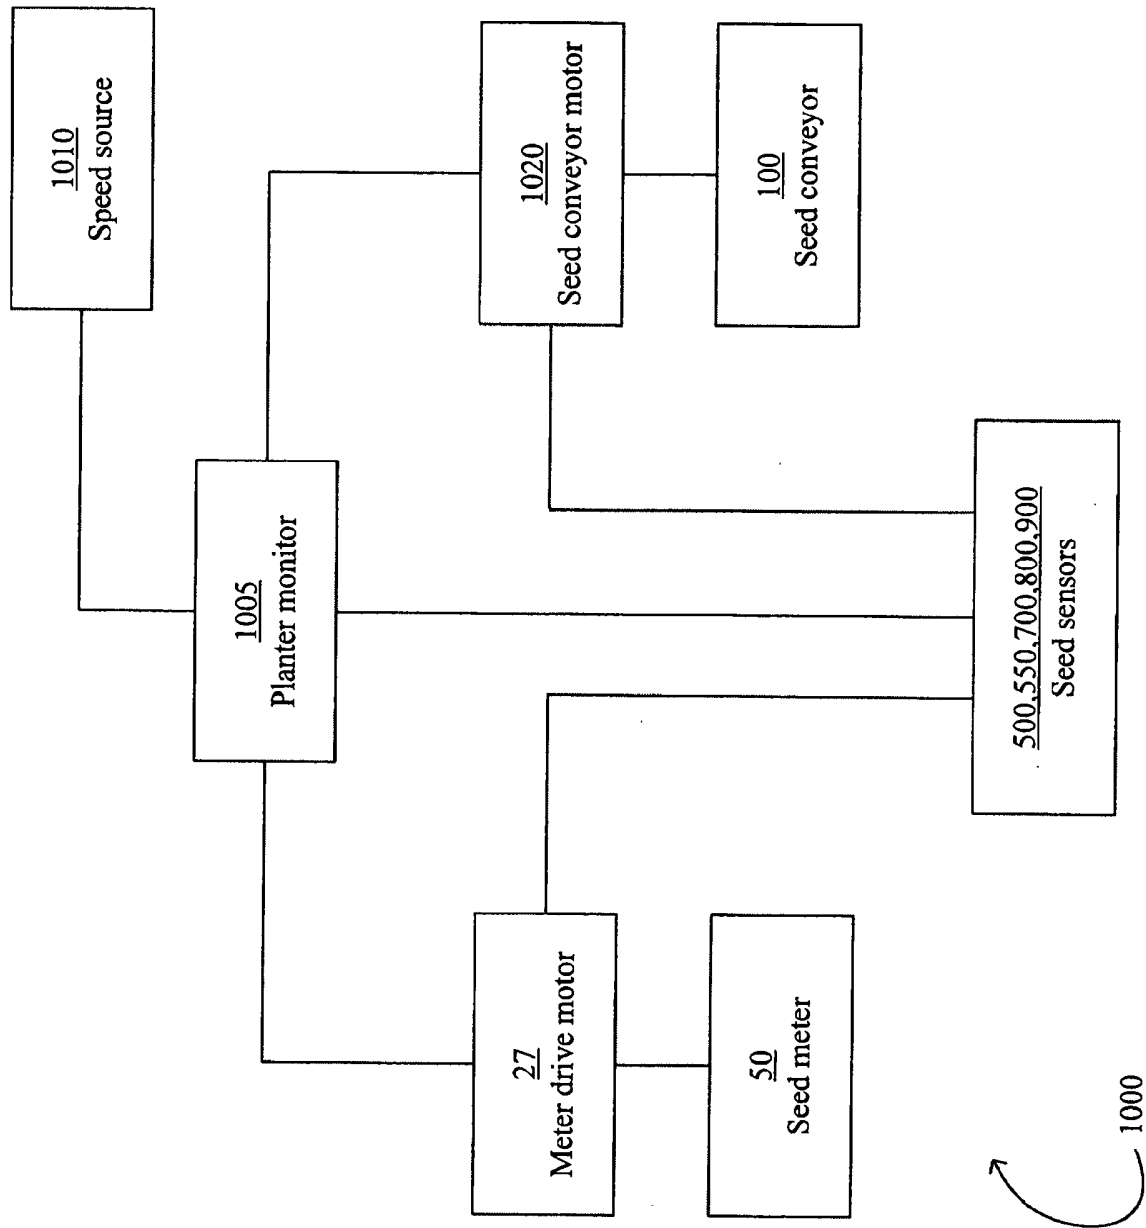 1010
Speed source
1005
Planter monitor
27
Meter drive motor
1020
Seed conveyor motor
50
Seed meter
100
Seed conveyor
500,550,700,800,900
Seed sensors
1000